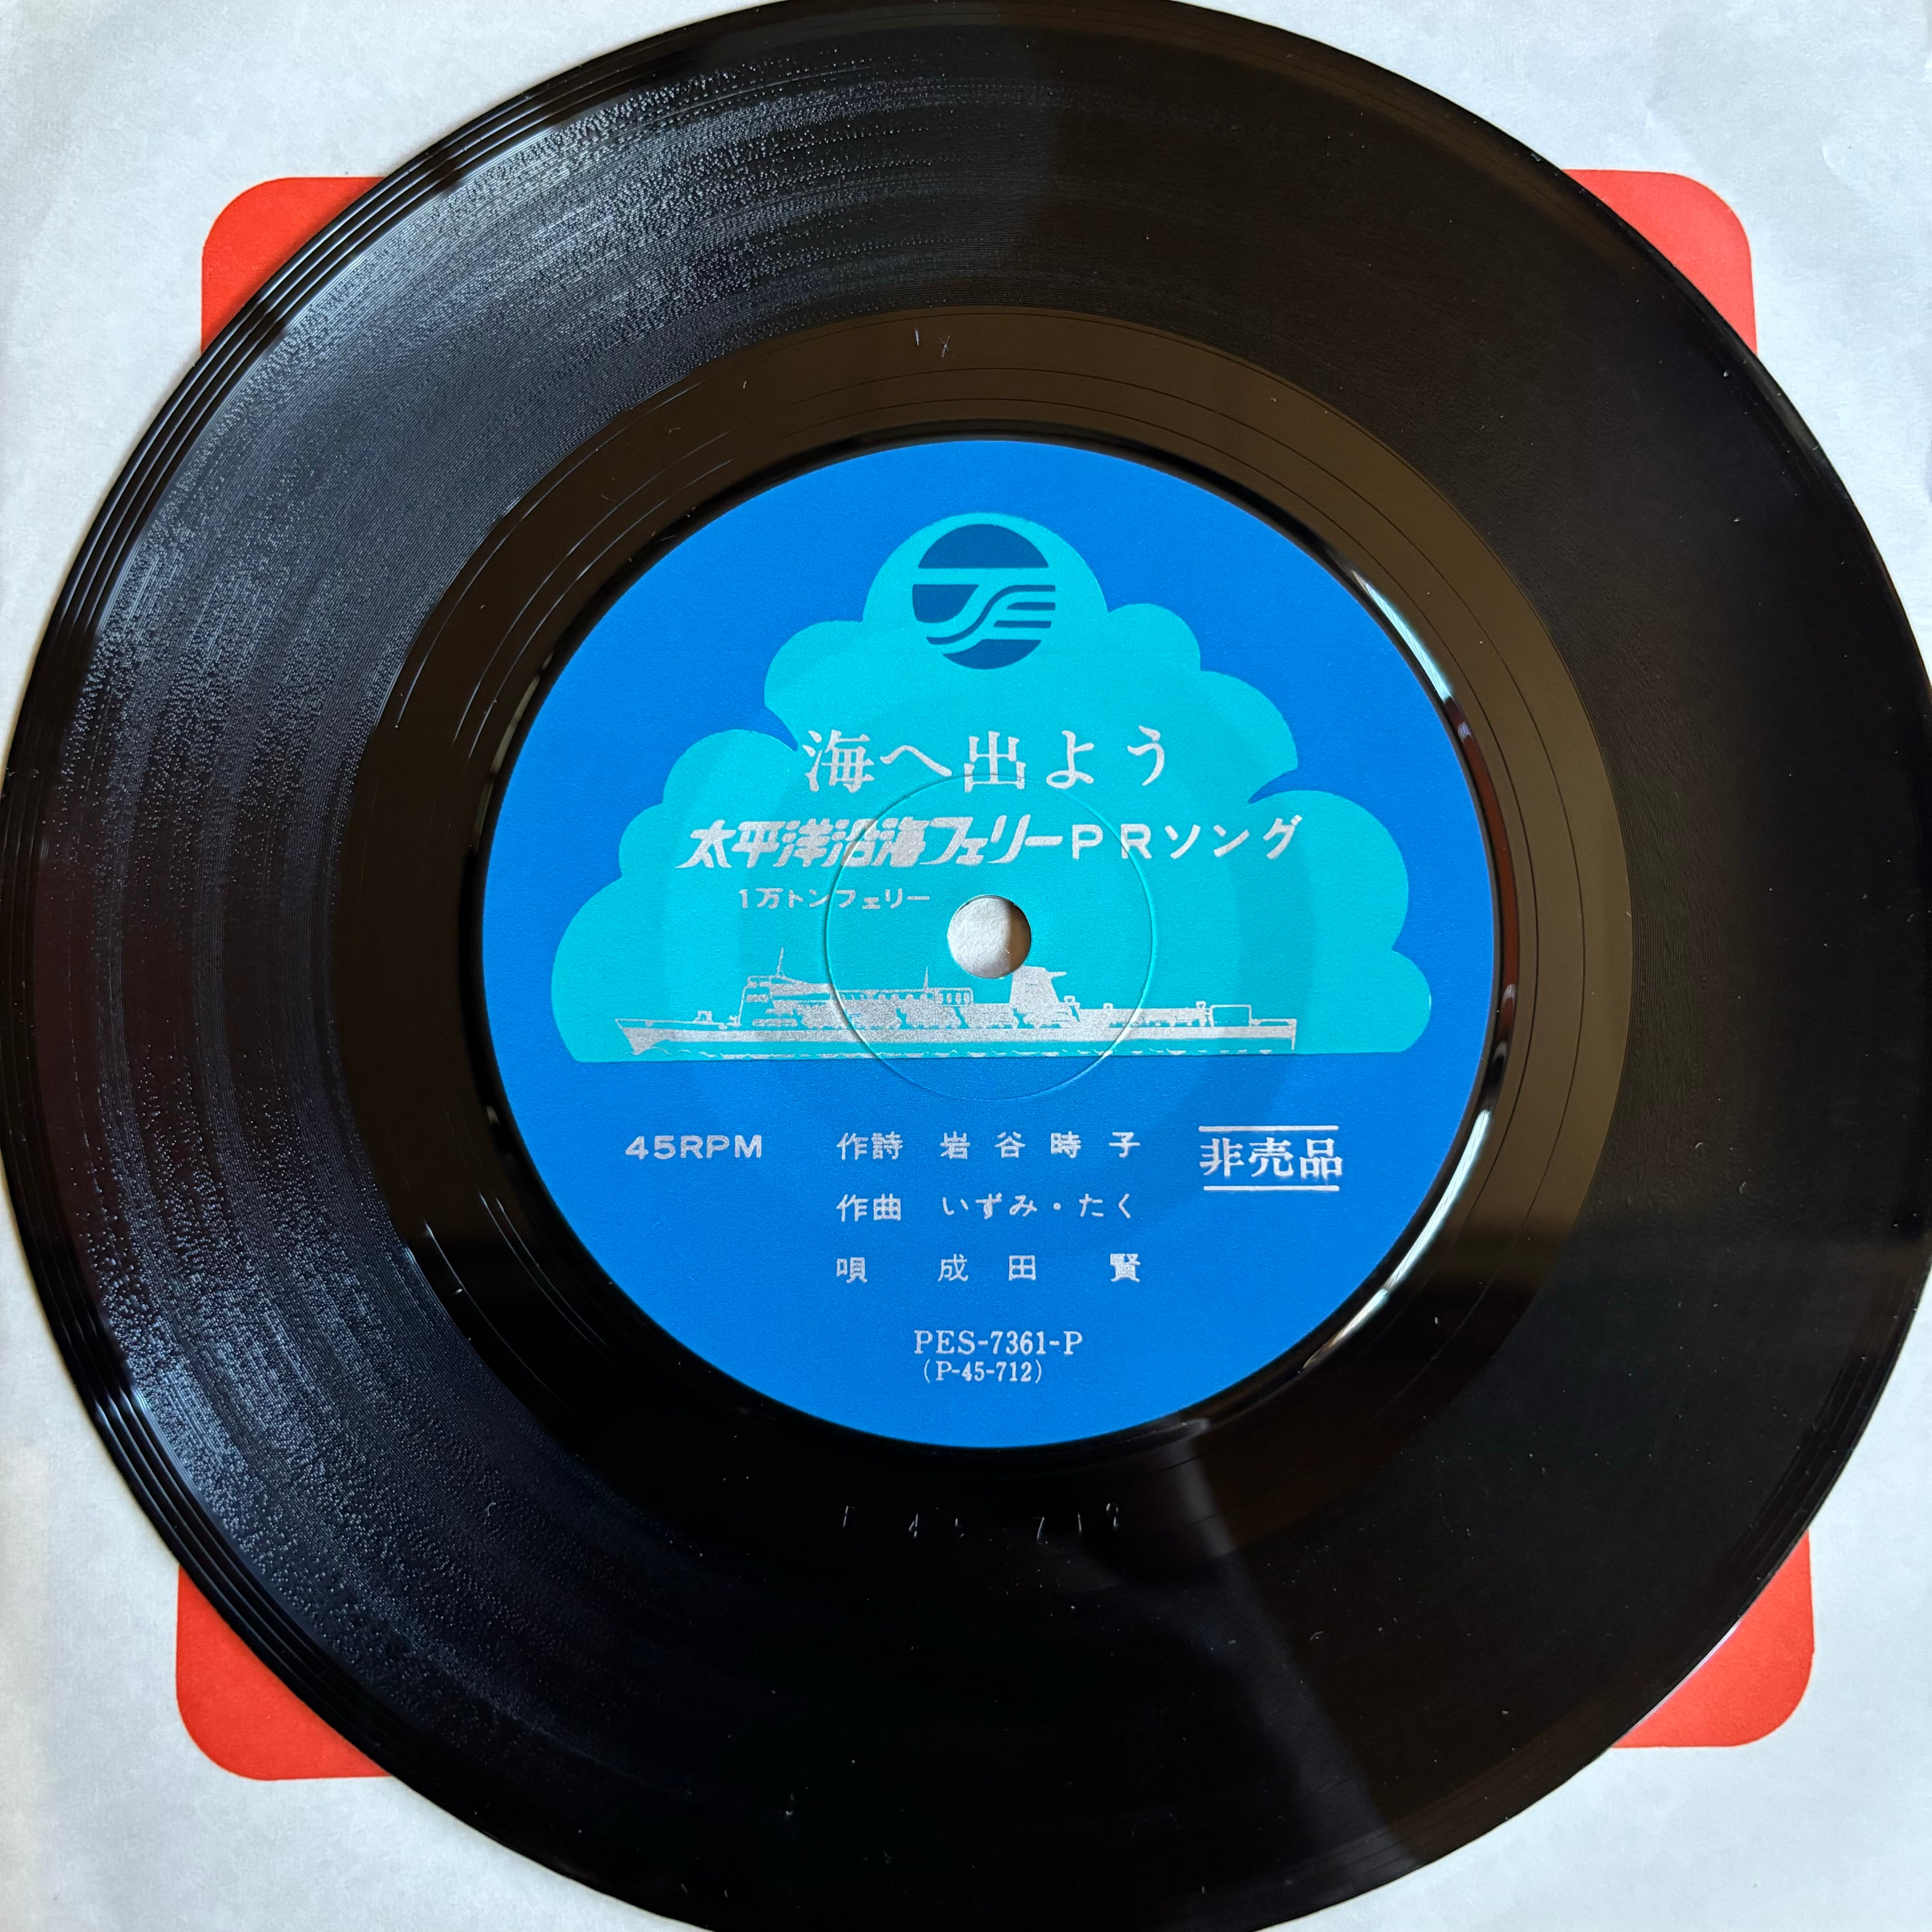 海へ出よう
太平洋沿海フェリーPRソング
1万トンフェリー
45RPM
作詩 岩谷時子
非売品
作曲 いずみ・たく
唄 成田賢
PES-7361-P
(P-45-712)